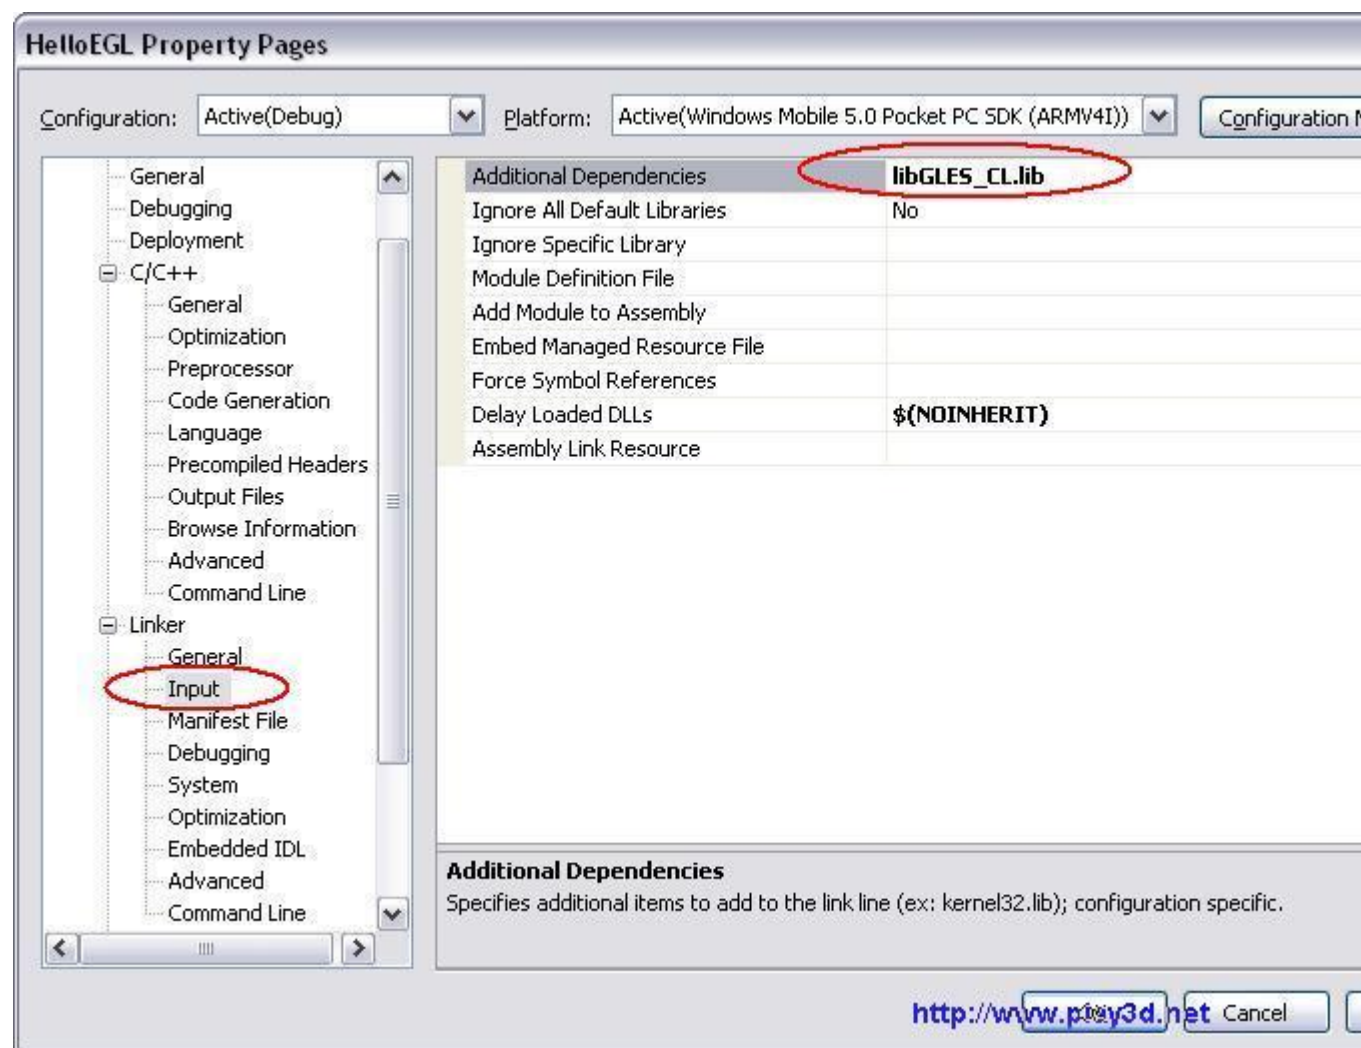 HelloEGL Property Pages
Configuration: Active(Debug) Platform: Active(Windows Mobile 5.0 Pocket PC SDK (ARMV4I)) Configuration M
General
Debugging
Deployment
C/C++
General
Optimization
Preprocessor
Code Generation
Language
Precompiled Headers
Output Files
Browse Information
Advanced
Command Line
Linker
General
Input
Manifest File
Debugging
System
Optimization
Embedded IDL
Advanced
Command Line
Additional Dependencies libGLES_CL.lib
Ignore All Default Libraries No
Ignore Specific Library
Module Definition File
Add Module to Assembly
Embed Managed Resource File
Force Symbol References
Delay Loaded DLLs $(NOINHERIT)
Assembly Link Resource
Additional Dependencies
Specifies additional items to add to the link line (ex: kernel32.lib); configuration specific.
http://www.play3d.net Cancel